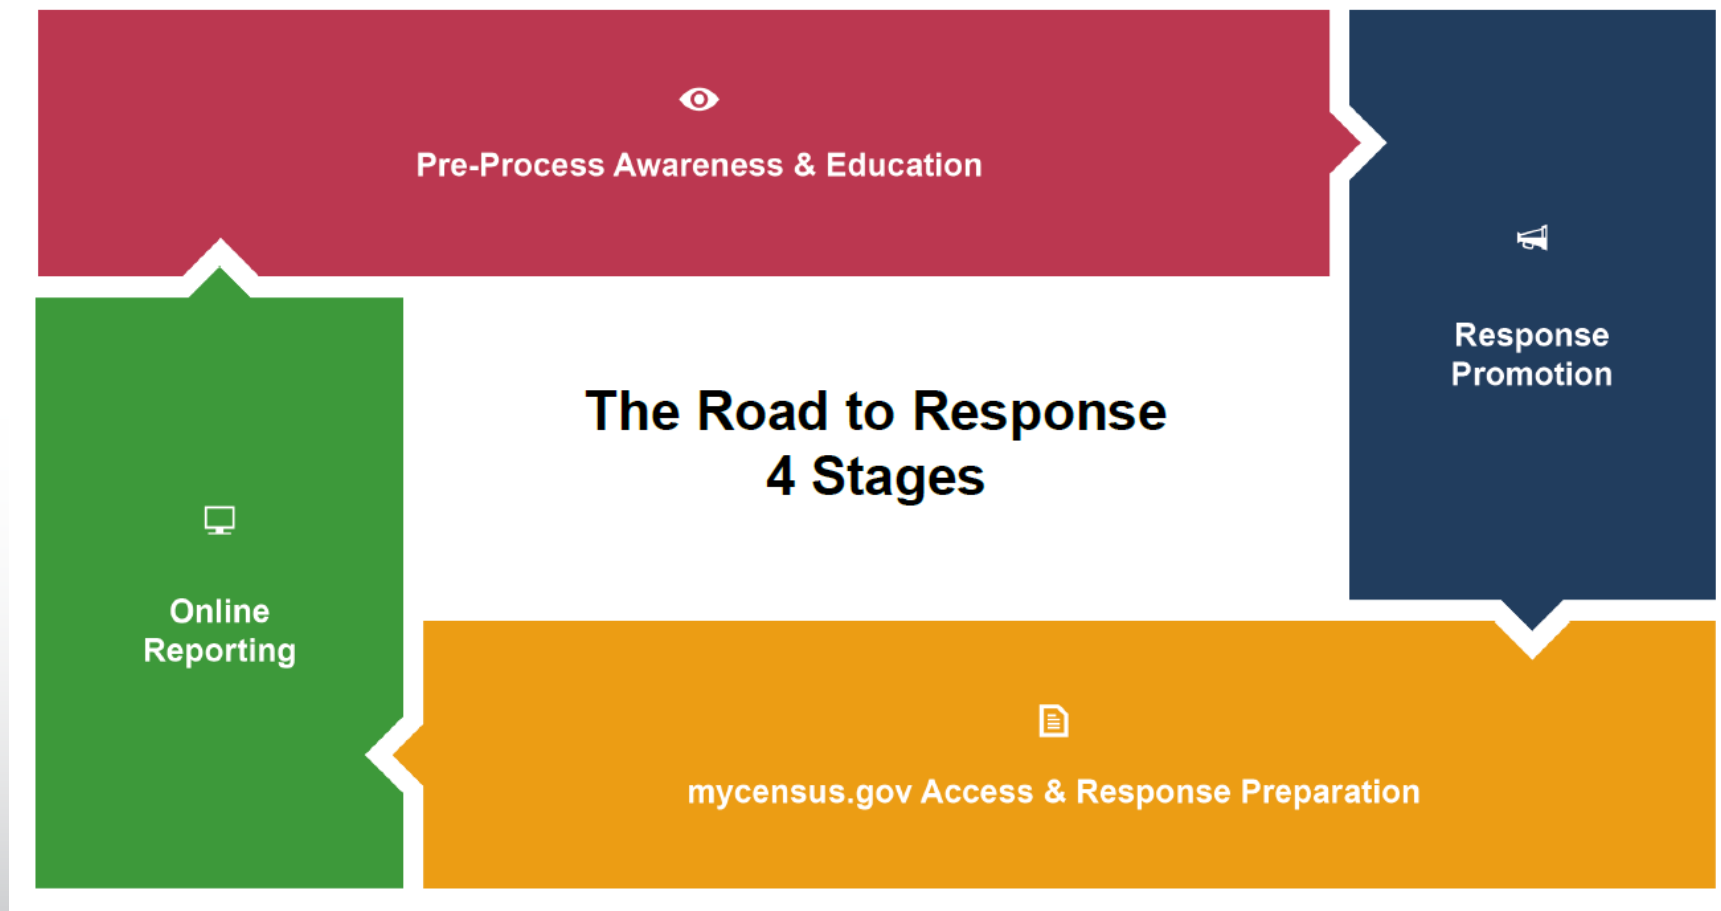 Pre-Process Awareness & Education
Response
Promotion
The Road to Response
4 Stages
Online
Reporting
mycensus.gov Access & Response Preparation